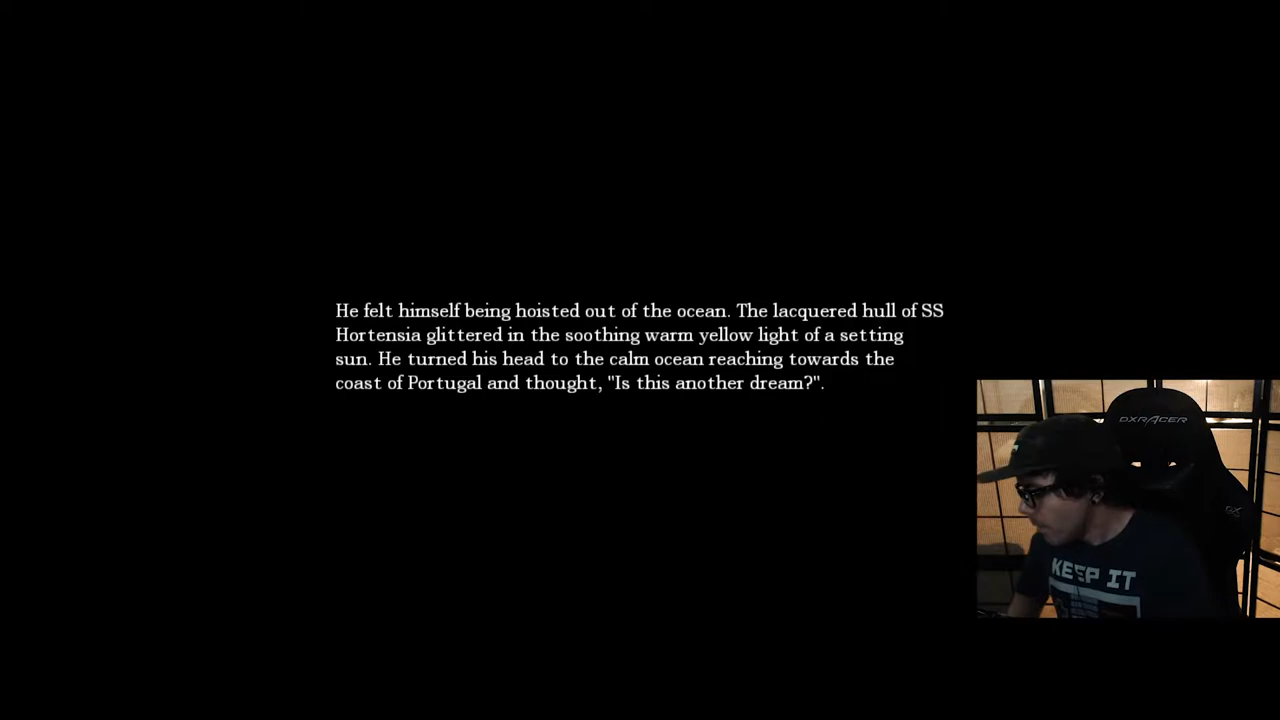 He felt himself being hoisted out of the ocean. The lacquered hull of SS
Hortensia glittered in the soothing warm yellow light of a setting
sun. He turned his head to the calm ocean reaching towards the
coast of Portugal and thought, "Is this another dream?".
DXRACER
DX
KEEP IT